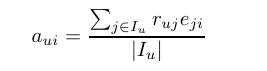 $a_{ui} = \frac{\sum_{j \in I_u} r_{uj} e_{ji}}{|I_u|}$